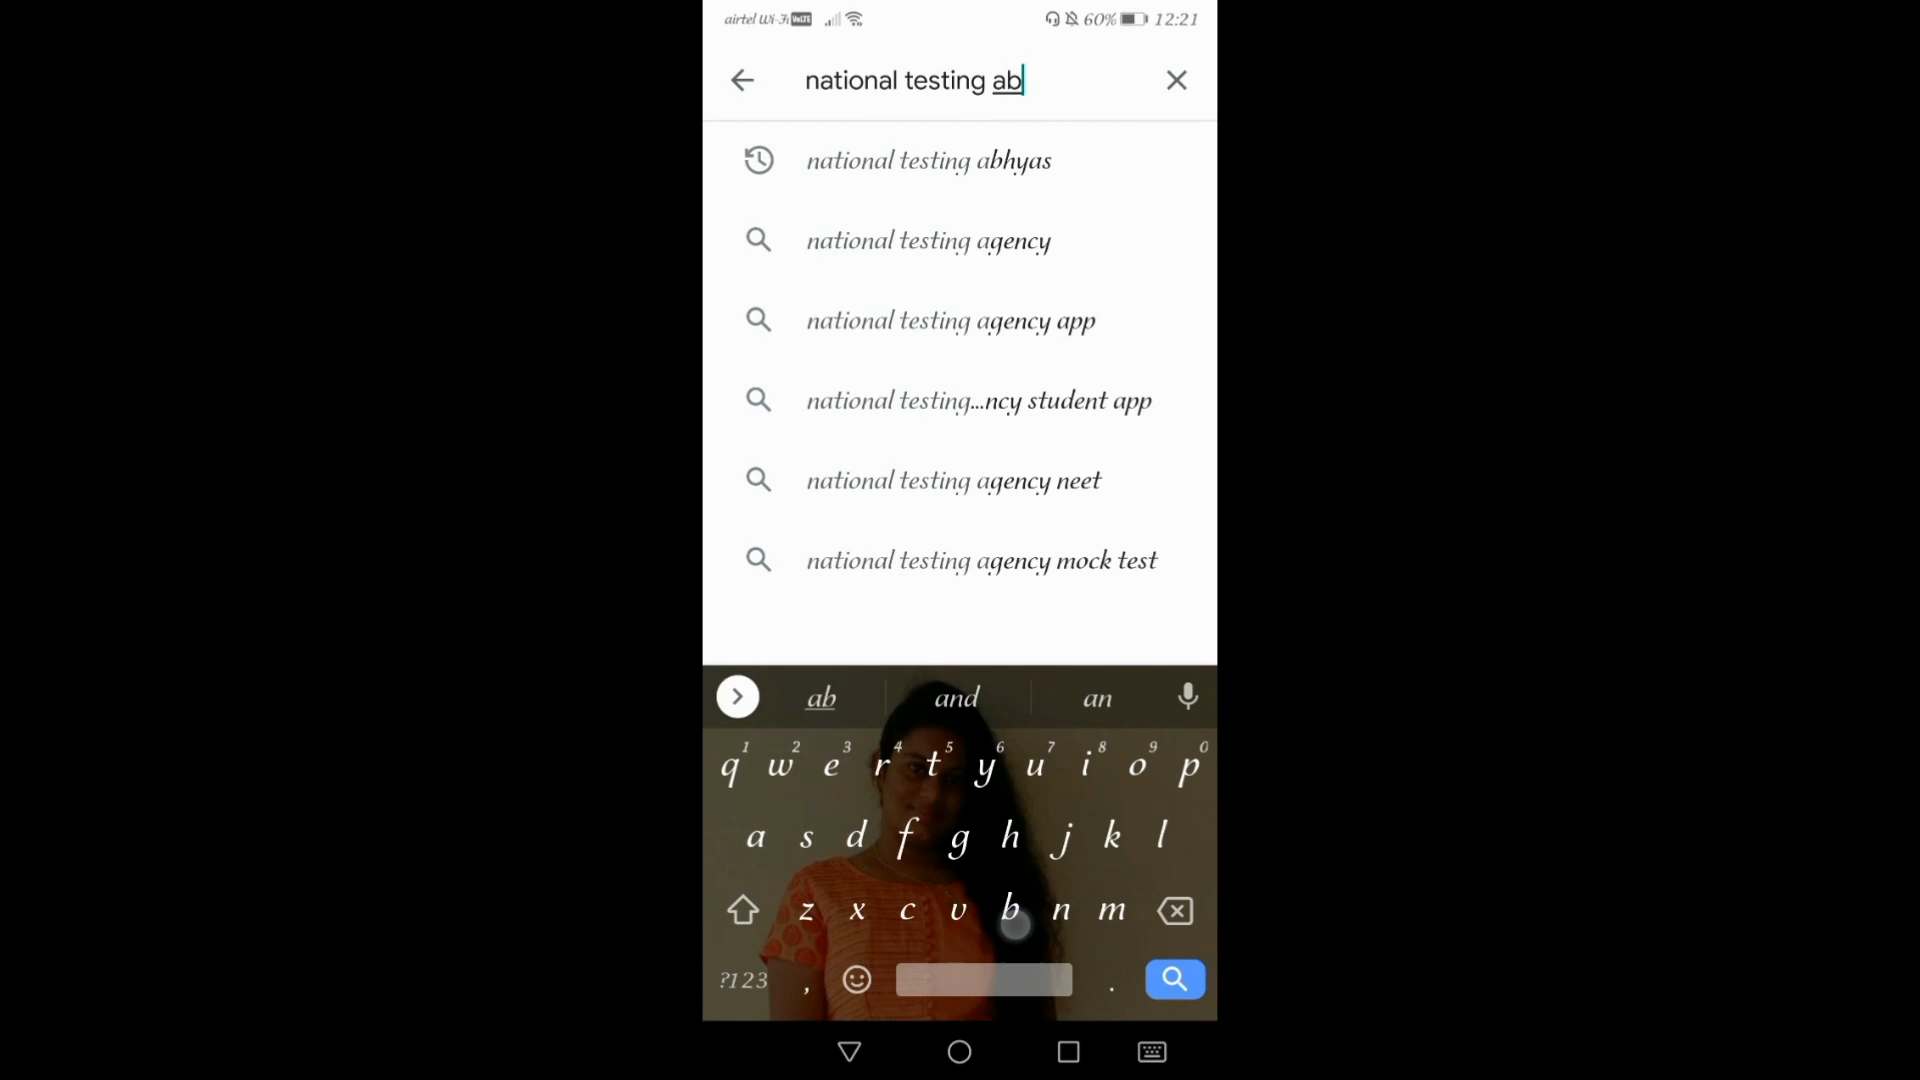 airtel Wi-Fi VoLTE 60% 12:21
national testing ab
national testing abhyas
national testing agency
national testing agency app
national testing...ncy student app
national testing agency neet
national testing agency mock test
ab and an
1 2 3 4 5 6 7 8 9 0
q w e r t y u i o p
a s d f g h j k l
z x c v b n m
?123 , .